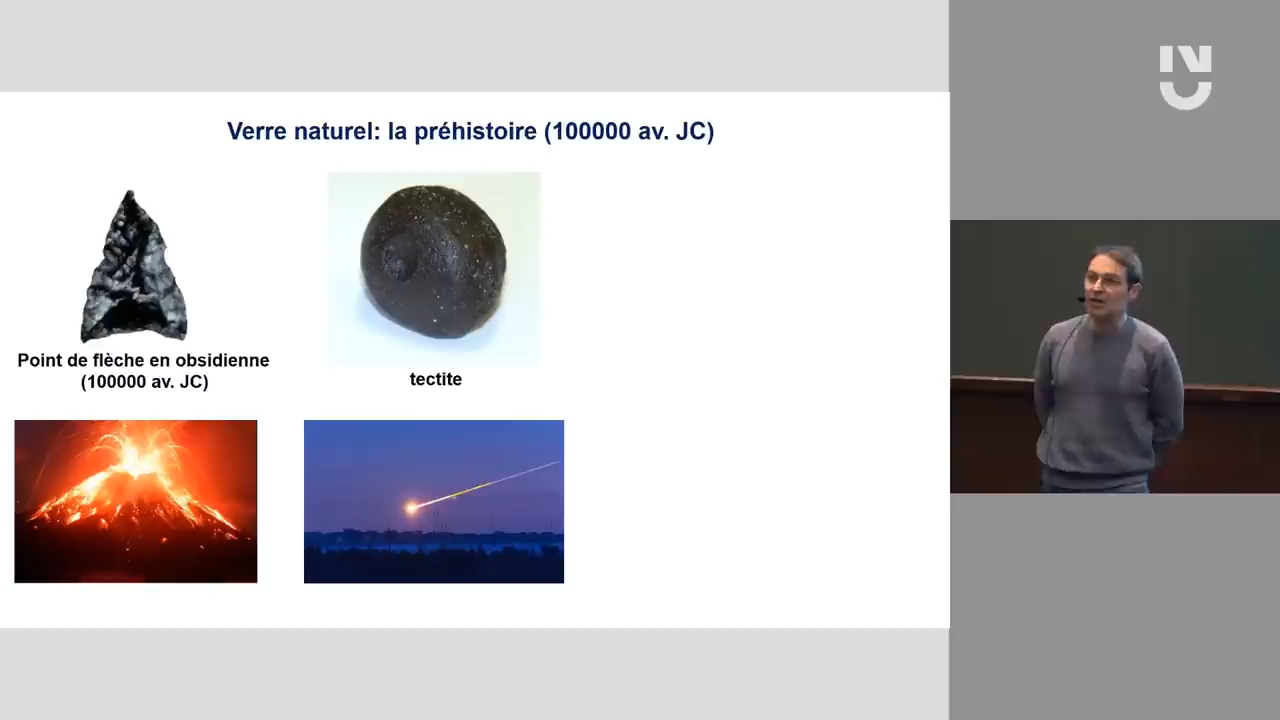 Verre naturel: la préhistoire (100000 av. JC)
Point de flèche en obsidienne
(100000 av. JC)
tectite